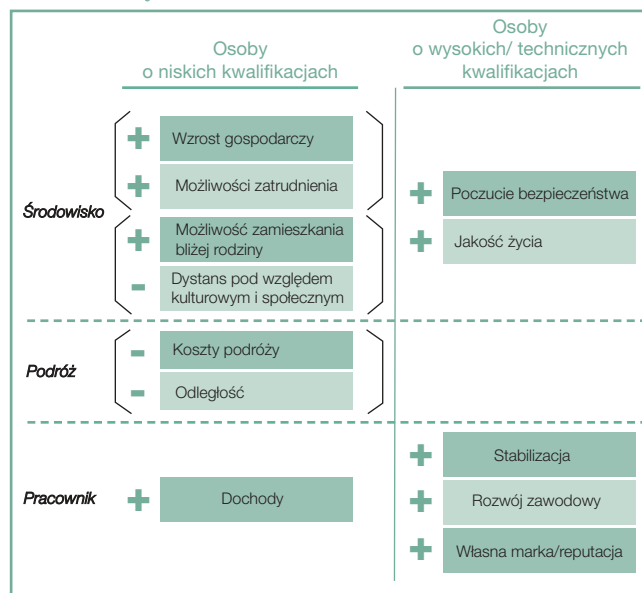 Osoby
o niskich kwalifikacjach
Osoby
o wysokich/ technicznych
kwalifikacjach
Środowisko
+ Wzrost gospodarczy
+ Możliwości zatrudnienia
+ Możliwość zamieszkania
bliżej rodziny
- Dystans pod względem
kulturowym i społecznym
+ Poczucie bezpieczeństwa
+ Jakość życia
Podróż
- Koszty podróży
- Odległość
Pracownik
+ Dochody
+ Stabilizacja
+ Rozwój zawodowy
+ Własna marka/reputacja